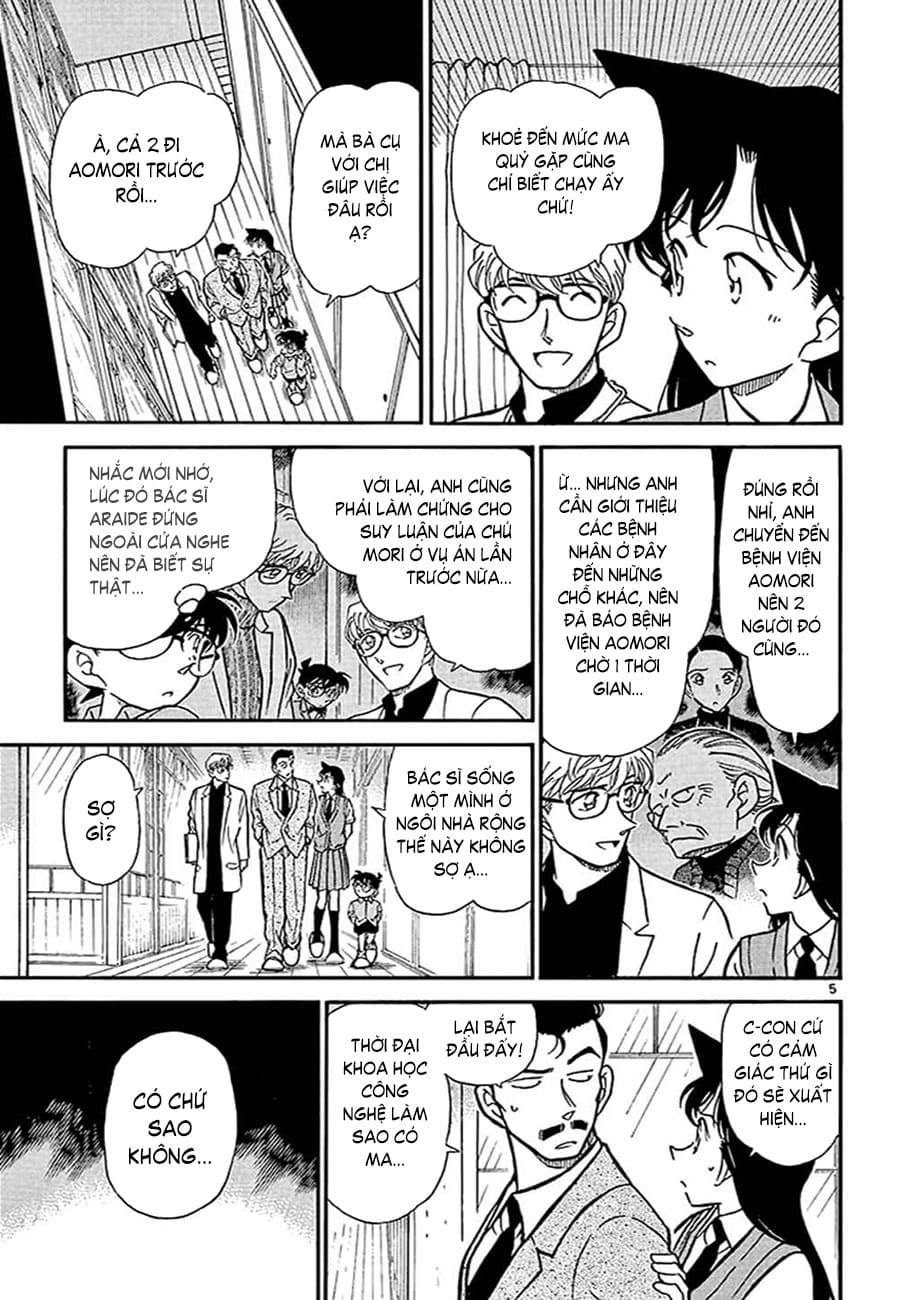 KHOẺ ĐẾN MỨC MA
QUỶ GẶP CŨNG
CHỈ BIẾT CHẠY ẤY
CHỨ!
MÀ BÀ CỤ
VỚI CHỊ
GIÚP VIỆC
ĐÂU RỒI
Ạ?
À, CẢ 2 ĐI
AOMORI TRƯỚC
RỒI...
ĐÚNG RỒI
NHỈ, ANH
CHUYỂN ĐẾN
BỆNH VIỆN
AOMORI
NÊN 2
NGƯỜI ĐÓ
CŨNG...
Ừ... NHƯNG ANH
CẦN GIỚI THIỆU
CÁC BỆNH
NHÂN Ở ĐÂY
ĐẾN NHỮNG
CHỖ KHÁC, NÊN
ĐÃ BÁO BỆNH
VIỆN AOMORI
CHỜ 1 THỜI
GIAN...
VỚI LẠI, ANH CŨNG
PHẢI LÀM CHỨNG CHO
SUY LUẬN CỦA CHÚ
MORI Ở VỤ ÁN LẦN
TRƯỚC NỮA...
NHẮC MỚI NHỚ,
LÚC ĐÓ BÁC SĨ
ARAIDE ĐỨNG
NGOÀI CỬA NGHE
NÊN ĐÃ BIẾT SỰ
THẬT...
BÁC SĨ SỐNG
MỘT MÌNH Ở
NGÔI NHÀ RỘNG
THẾ NÀY KHÔNG
SỢ Ạ...
SỢ
GÌ?
5
C-CON CỨ
CÓ CẢM
GIÁC THỨ GÌ
ĐÓ SẼ XUẤT
HIỆN...
LẠI BẮT
ĐẦU ĐẤY!
THỜI ĐẠI
KHOA HỌC
CÔNG
NGHỆ LÀM
SAO CÓ
MA...
CÓ CHỨ
SAO
KHÔNG...